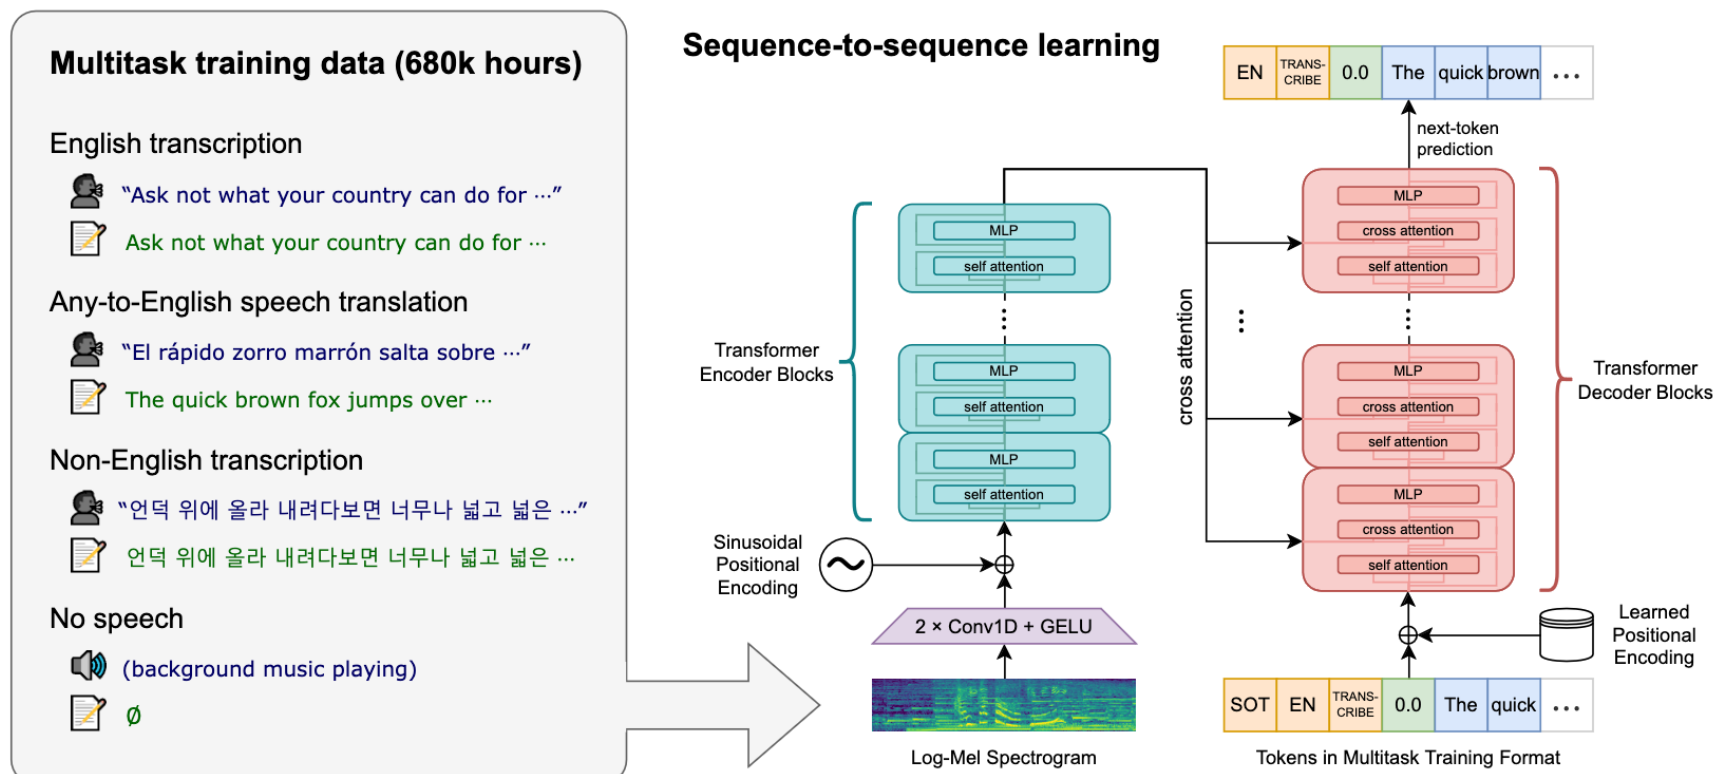 Multitask training data (680k hours)
English transcription
“Ask not what your country can do for ⋯”
Ask not what your country can do for ⋯
Any-to-English speech translation
“El rápido zorro marrón salta sobre ⋯”
The quick brown fox jumps over ⋯
Non-English transcription
“언덕 위에 올라 내려다보면 너무나 넓고 넓은 ⋯”
언덕 위에 올라 내려다보면 너무나 넓고 넓은 ⋯
No speech
(background music playing)
Ø
Sequence-to-sequence learning
EN
TRANS-
CRIBE
0.0
The
quick
brown
⋯
next-token
prediction
MLP
self attention
⋮
MLP
self attention
MLP
self attention
Transformer
Encoder Blocks
Sinusoidal
Positional
Encoding
~
2 × Conv1D + GELU
Log-Mel Spectrogram
cross attention
⋮
MLP
cross attention
self attention
⋮
MLP
cross attention
self attention
MLP
cross attention
self attention
Transformer
Decoder Blocks
Learned
Positional
Encoding
SOT
EN
TRANS-
CRIBE
0.0
The
quick
⋯
Tokens in Multitask Training Format